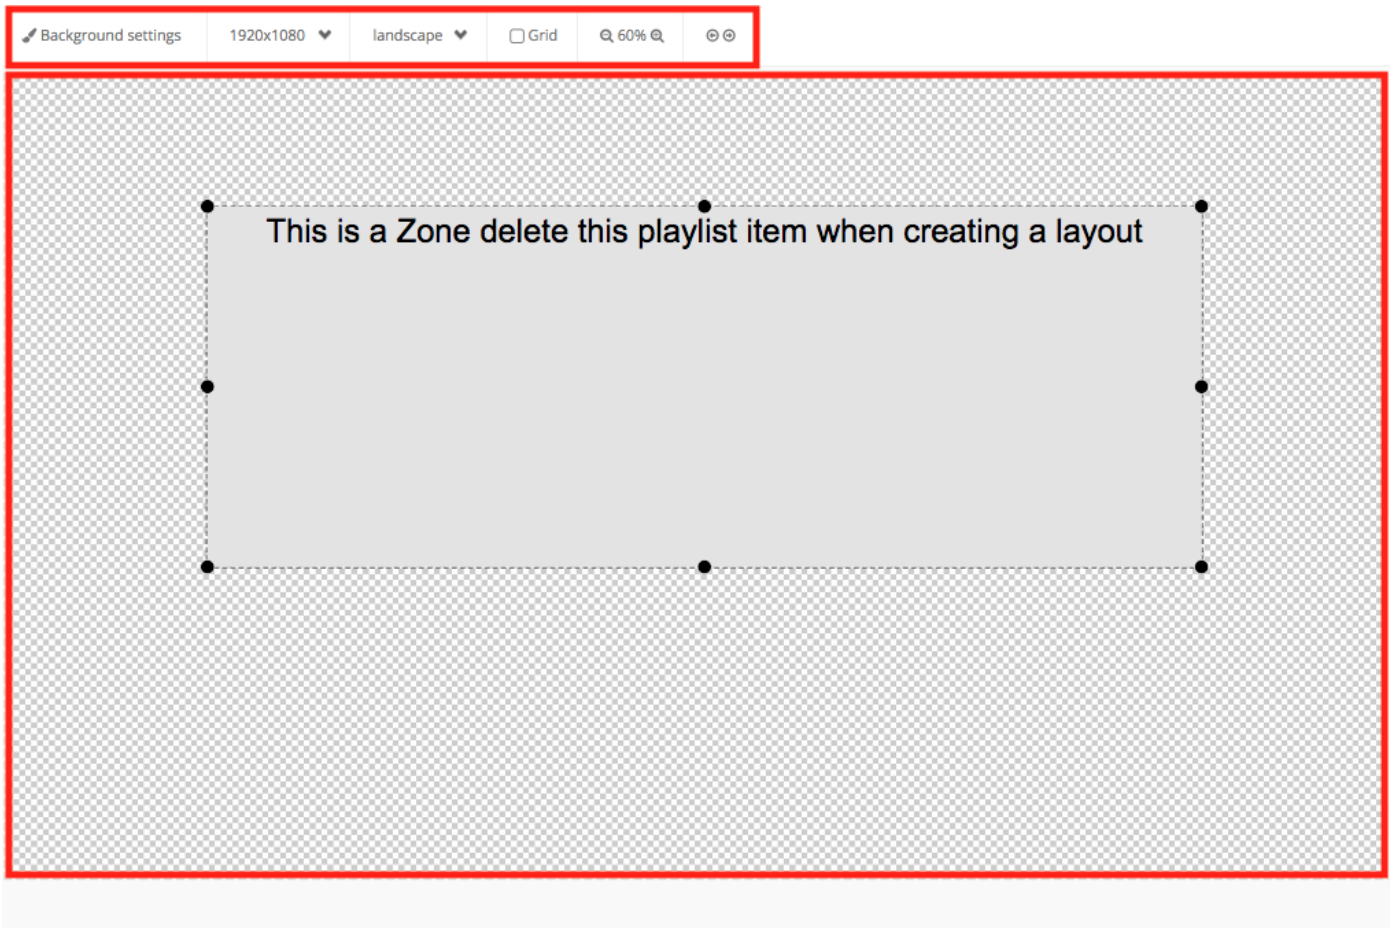 Background settings 1920x1080 landscape Grid 60%
This is a Zone delete this playlist item when creating a layout